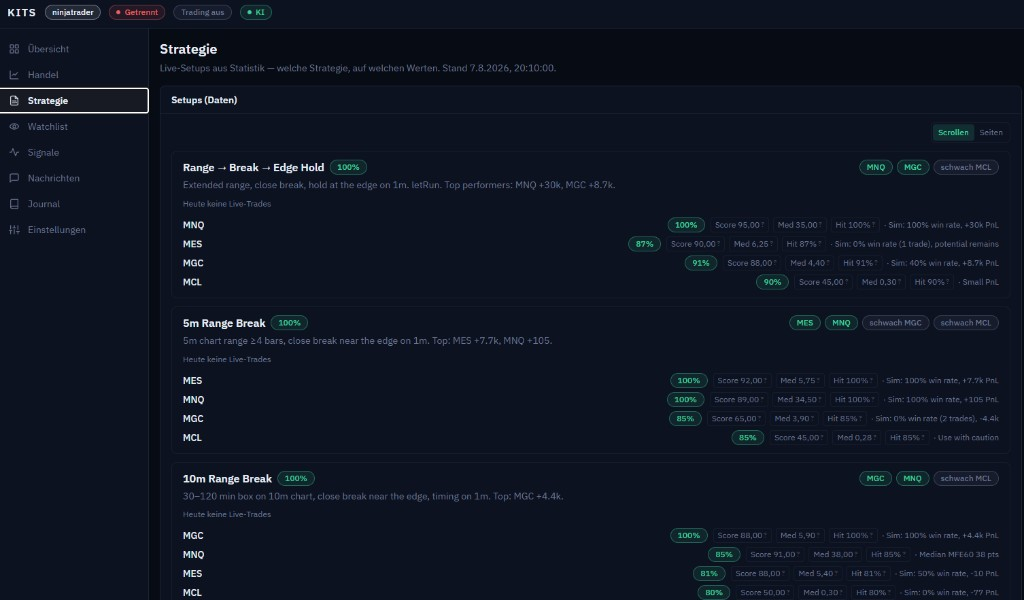 KITS ninjatrader Getrennt Trading aus KI
Übersicht
Handel
Strategie
Watchlist
Signale
Nachrichten
Journal
Einstellungen
Strategie
Live-Setups aus Statistik — welche Strategie, auf welchen Werten. Stand 7.8.2026, 20:10:00.
Setups (Daten)
Scrollen Seiten
Range → Break → Edge Hold 100% MNQ MGC schwach MCL
Extended range, close break, hold at the edge on 1m. letRun. Top performers: MNQ +30k, MGC +8.7k.
Heute keine Live-Trades
MNQ 100% Score 95,00 ? Med 35,00 ? Hit 100% ? · Sim: 100% win rate, +30k PnL
MES 87% Score 90,00 ? Med 6,25 ? Hit 87% ? · Sim: 0% win rate (1 trade), potential remains
MGC 91% Score 88,00 ? Med 4,40 ? Hit 91% ? · Sim: 40% win rate, +8.7k PnL
MCL 90% Score 45,00 ? Med 0,30 ? Hit 90% ? · Small PnL
5m Range Break 100% MES MNQ schwach MGC schwach MCL
5m chart range ≥4 bars, close break near the edge on 1m. Top: MES +7.7k, MNQ +105.
Heute keine Live-Trades
MES 100% Score 92,00 ? Med 5,75 ? Hit 100% ? · Sim: 100% win rate, +7.7k PnL
MNQ 100% Score 89,00 ? Med 34,50 ? Hit 100% ? · Sim: 100% win rate, +105 PnL
MGC 85% Score 65,00 ? Med 3,90 ? Hit 85% ? · Sim: 0% win rate (2 trades), -4.4k
MCL 85% Score 45,00 ? Med 0,28 ? Hit 85% ? · Use with caution
10m Range Break 100% MGC MNQ schwach MCL
30–120 min box on 10m chart, close break near the edge, timing on 1m. Top: MGC +4.4k.
Heute keine Live-Trades
MGC 100% Score 88,00 ? Med 5,90 ? Hit 100% ? · Sim: 100% win rate, +4.4k PnL
MNQ 85% Score 91,00 ? Med 38,00 ? Hit 85% ? · Median MFE60 38 pts
MES 81% Score 88,00 ? Med 5,40 ? Hit 81% ? · Sim: 50% win rate, -10 PnL
MCL 80% Score 50,00 ? Med 0,30 ? Hit 80% ? · Sim: 0% win rate, -77 PnL